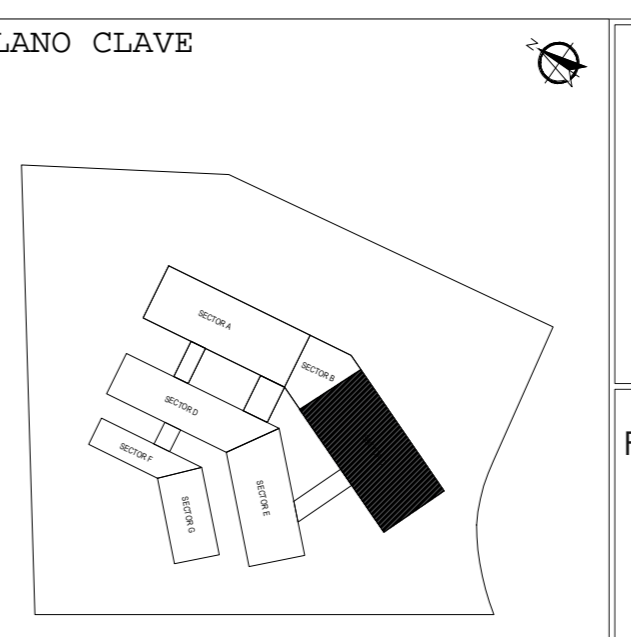 LANO CLAVE
N
SECTOR A
SECTOR B
SECTOR D
SECTOR F
SECTOR E
SECTOR G